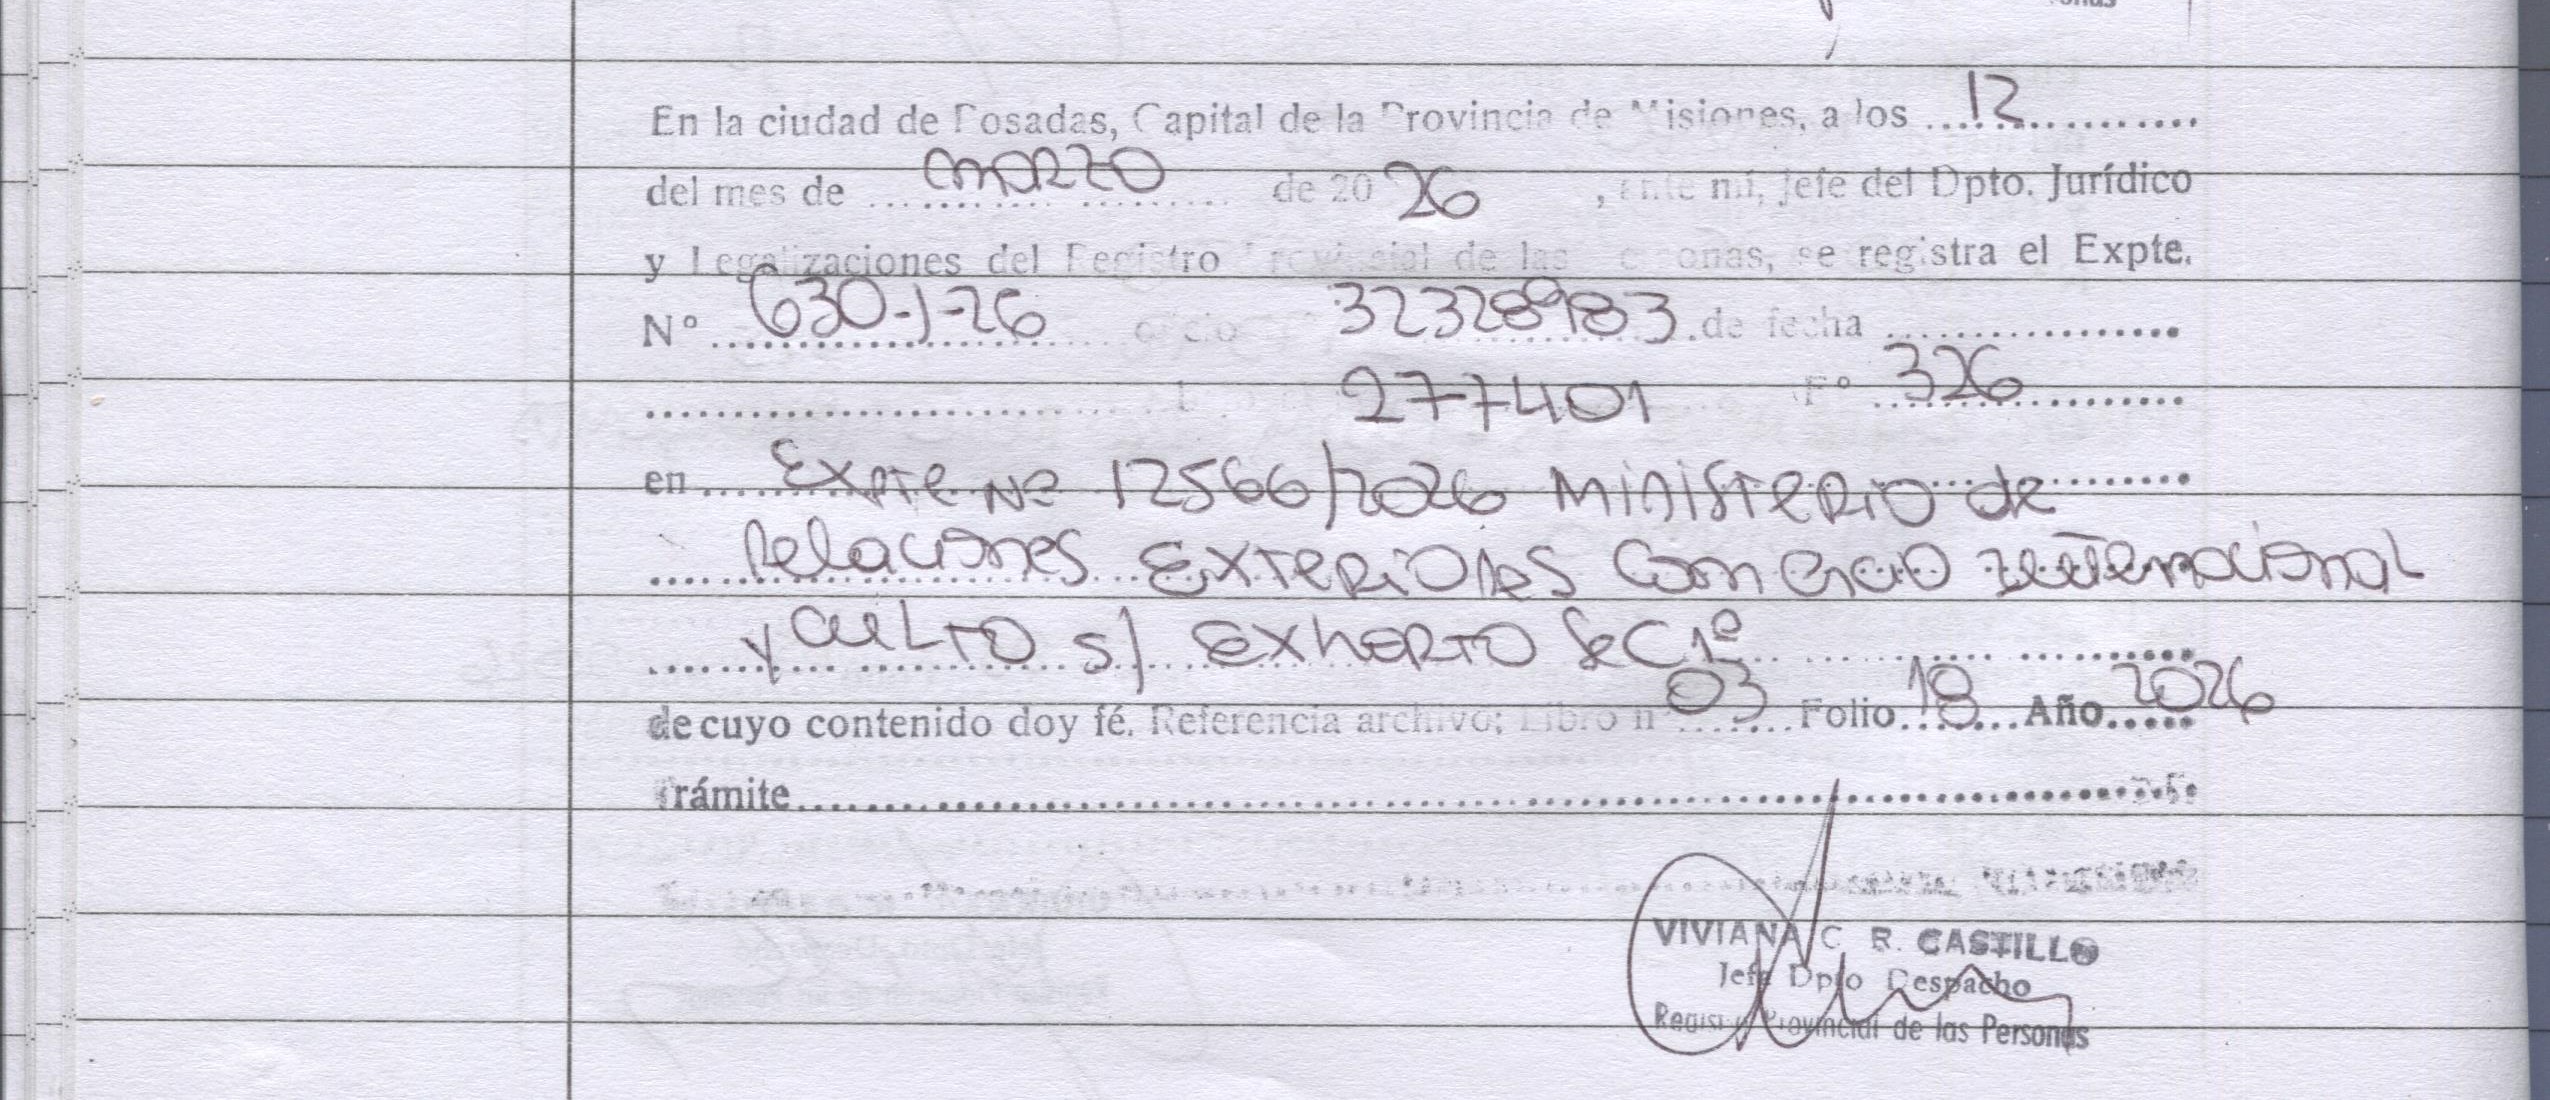 En la ciudad de Posadas, Capital de la Provincia de Misiones, a los 12
del mes de marzo de 2026, ante mí, Jefe del Dpto. Jurídico
y Legalizaciones del Registro Provincial de las Personas, se registra el Expte.
N° 630-J-26 oficio 32328983 de fecha
277401 F° 326
en Expte Nº 12566/2026 Ministerio de
Relaciones Exteriores Comercio Internacional
y Culto s/ Exhorto
de cuyo contenido doy fé. Referencia archivo; Libro nº 03 Folio 18 Año 2026
Trámite
VIVIANA C. R. CASTILLO
Jefe Dpto Despacho
Registro Provincial de las Personas